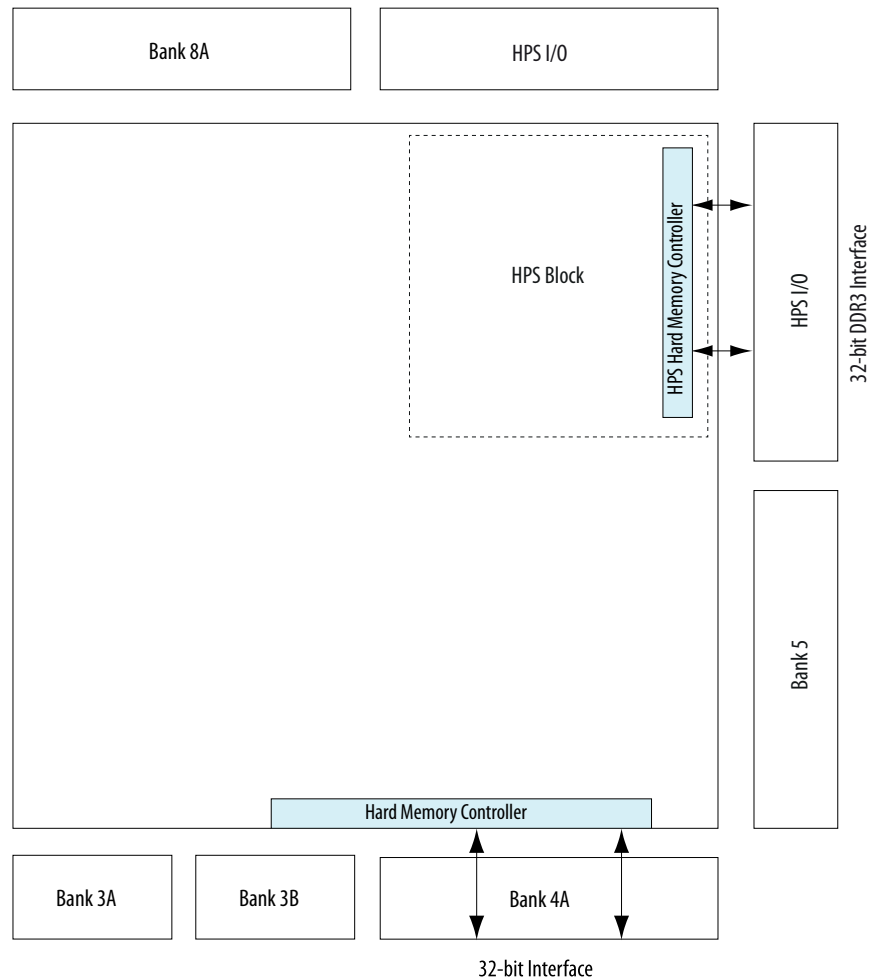 Bank 8A
HPS I/O
HPS Block
HPS Hard Memory Controller
HPS I/O
32-bit DDR3 Interface
Bank 5
Hard Memory Controller
Bank 3A
Bank 3B
Bank 4A
32-bit Interface